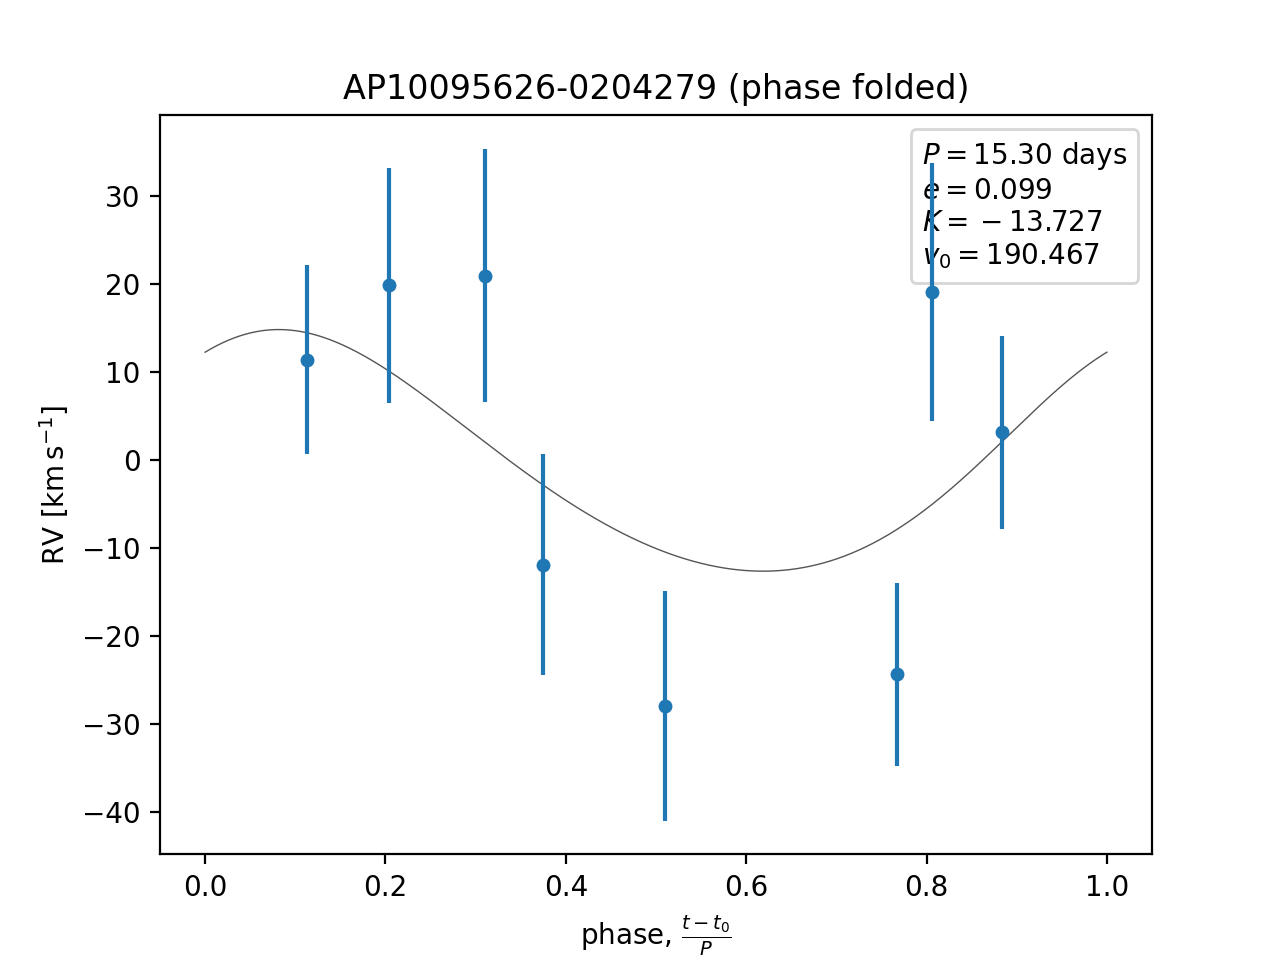 AP10095626-0204279 (phase folded)
P = 15.30 days
e = 0.099
K = −13.727
v₀ = 190.467
RV [km s⁻¹]
30
20
10
0
−10
−20
−30
−40
0.0 0.2 0.4 0.6 0.8 1.0
phase, (t − t₀)/P